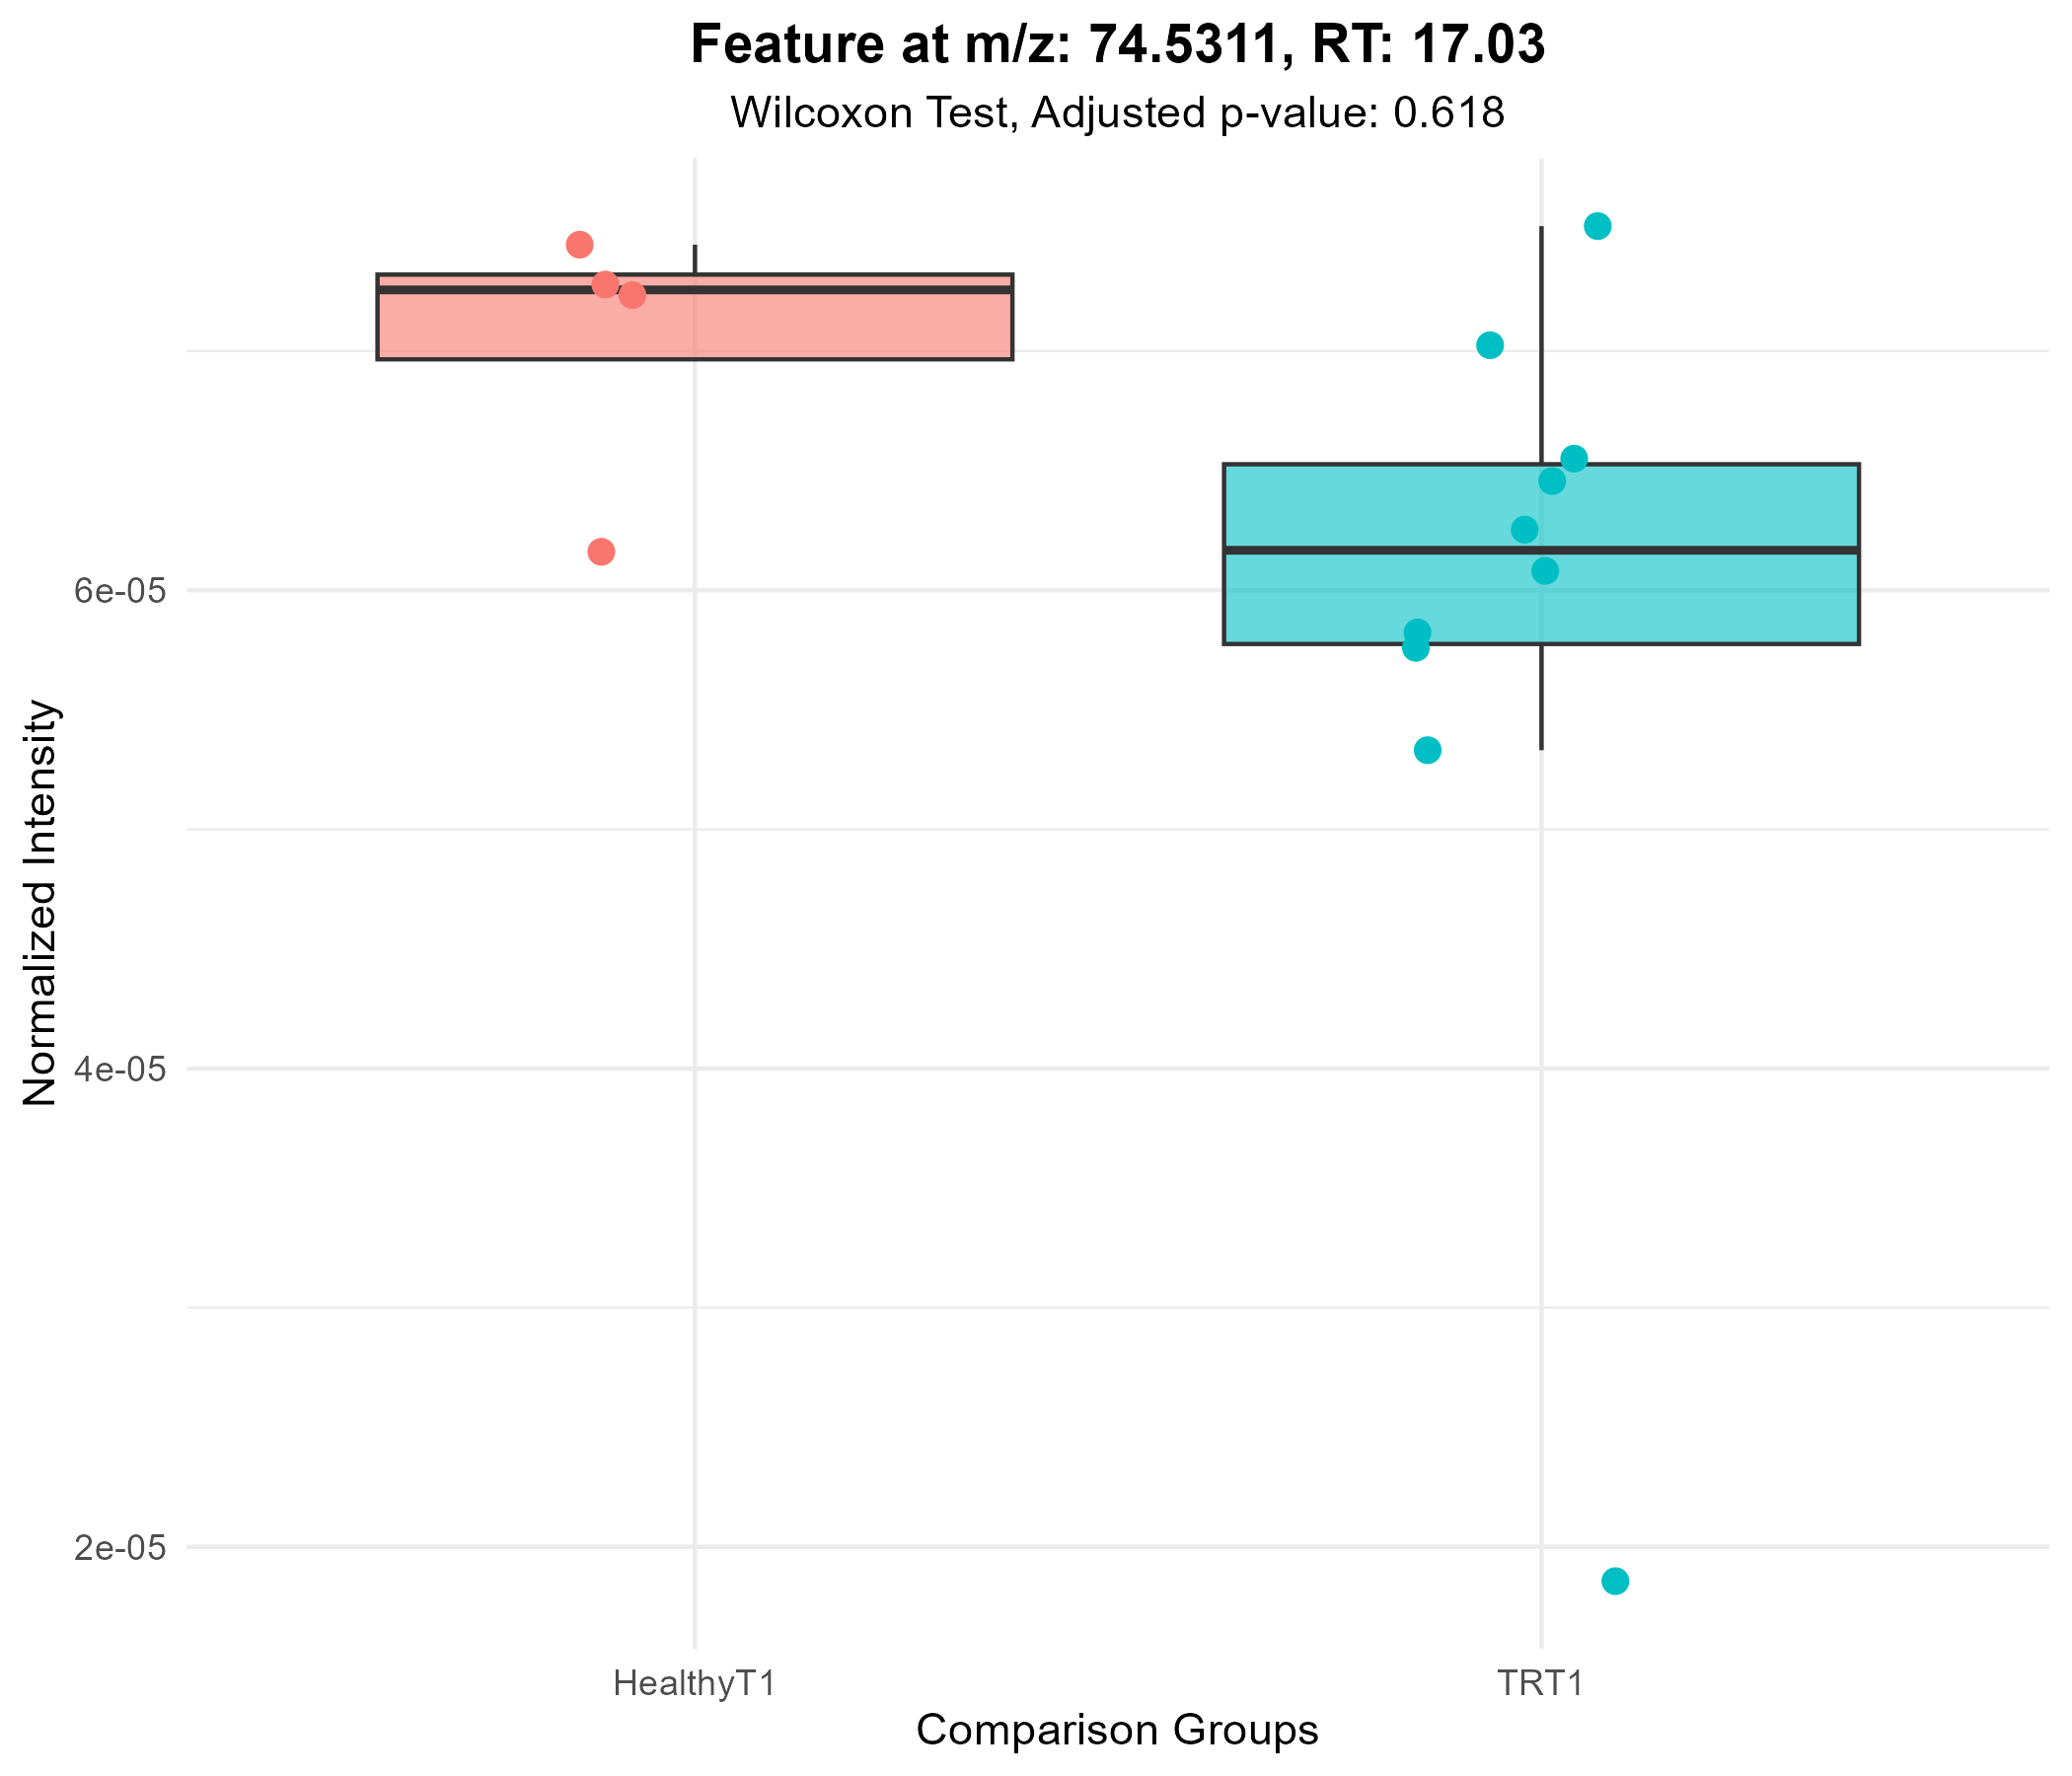 Feature at m/z: 74.5311, RT: 17.03
Wilcoxon Test, Adjusted p-value: 0.618
Normalized Intensity
6e-05
4e-05
2e-05
HealthyT1
TRT1
Comparison Groups